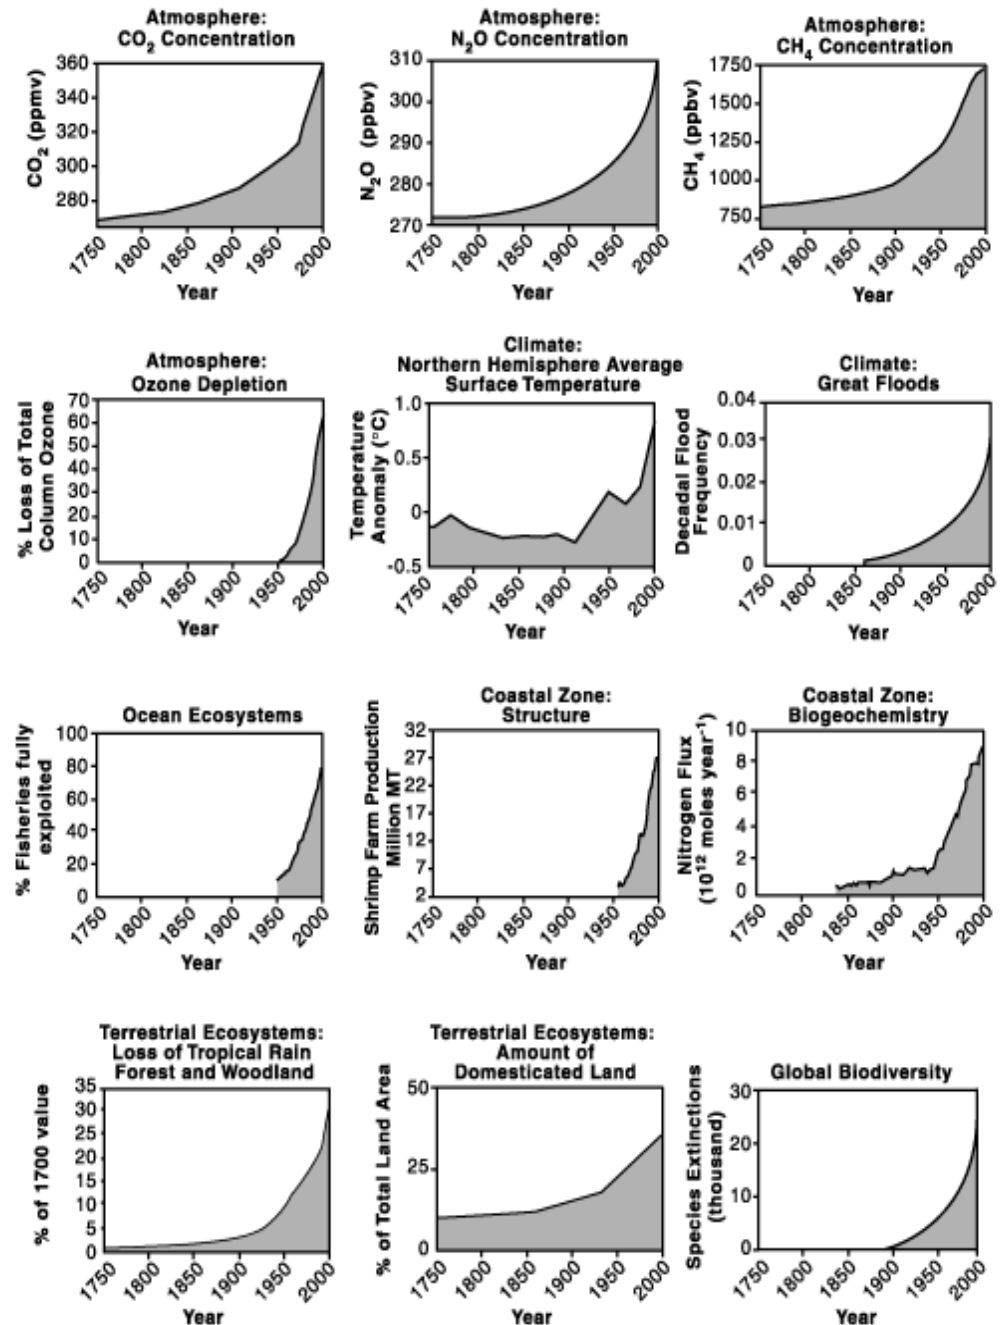 Atmosphere:
CO2 Concentration
CO2 (ppmv)
360
340
320
300
280
1750
1800
1850
1900
1950
2000
Year
Atmosphere:
N2O Concentration
N2O (ppbv)
310
300
290
280
270
1750
1800
1850
1900
1950
2000
Year
Atmosphere:
CH4 Concentration
CH4 (ppbv)
1750
1500
1250
1000
750
1750
1800
1850
1900
1950
2000
Year
Atmosphere:
Ozone Depletion
% Loss of Total
Column Ozone
70
60
50
40
30
20
10
0
1750
1800
1850
1900
1950
2000
Year
Climate:
Northern Hemisphere Average
Surface Temperature
Temperature
Anomaly (°C)
1.0
0.5
0
-0.5
1750
1800
1850
1900
1950
2000
Year
Climate:
Great Floods
Decadal Flood
Frequency
0.04
0.03
0.02
0.01
0
1750
1800
1850
1900
1950
2000
Year
Ocean Ecosystems
% Fisheries fully
exploited
100
80
60
40
20
0
1750
1800
1850
1900
1950
2000
Year
Coastal Zone:
Structure
Shrimp Farm Production
Million MT
32
27
22
17
12
7
2
1750
1800
1850
1900
1950
2000
Year
Coastal Zone:
Biogeochemistry
Nitrogen Flux
(10¹² moles year⁻¹)
10
8
6
4
2
0
1750
1800
1850
1900
1950
2000
Year
Terrestrial Ecosystems:
Loss of Tropical Rain
Forest and Woodland
% of 1700 value
35
30
25
20
15
10
5
0
1750
1800
1850
1900
1950
2000
Year
Terrestrial Ecosystems:
Amount of
Domesticated Land
% of Total Land Area
50
25
0
1750
1800
1850
1900
1950
2000
Year
Global Biodiversity
Species Extinctions
(thousand)
30
20
10
0
1750
1800
1850
1900
1950
2000
Year